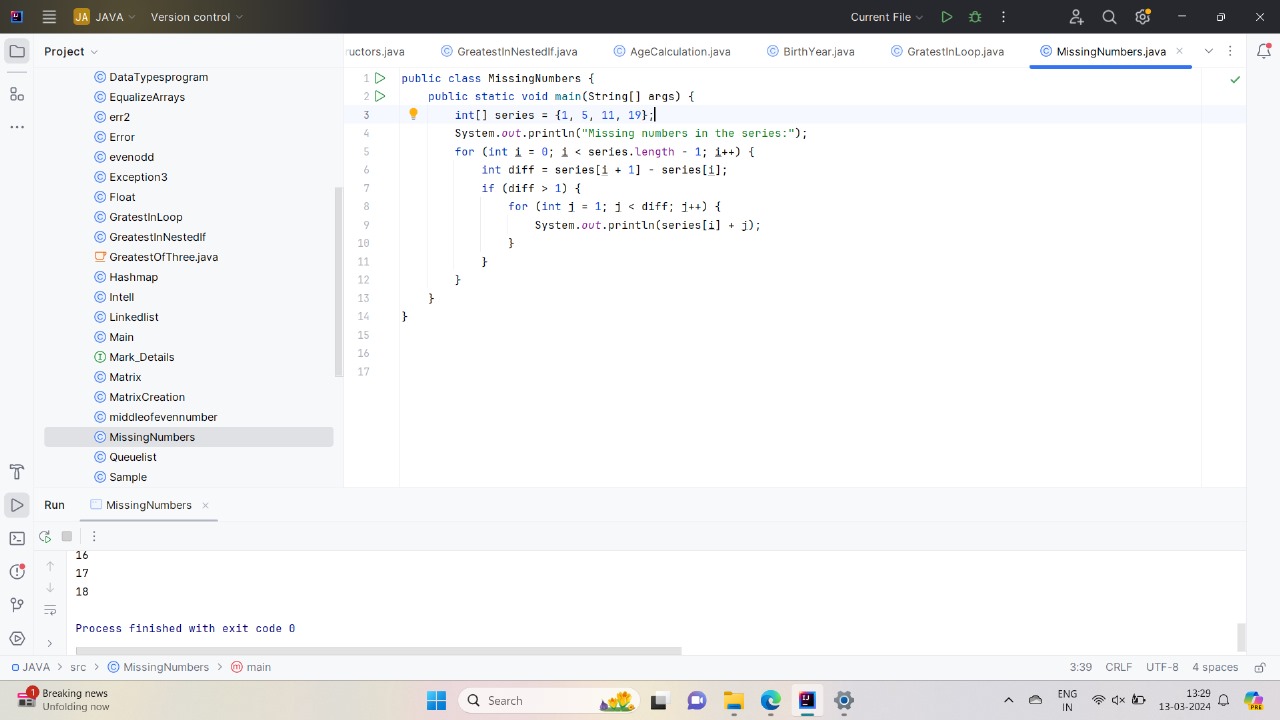 JA JAVA Version control Current File
Project
uctors.java GreatestInNestedIf.java AgeCalculation.java BirthYear.java GratestInLoop.java MissingNumbers.java
DataTypesprogram
EqualizeArrays
err2
Error
evenodd
Exception3
Float
GratestInLoop
GreatestInNestedIf
GreatestOfThree.java
Hashmap
Intell
Linkedlist
Main
Mark_Details
Matrix
MatrixCreation
middleofevennumber
MissingNumbers
Queuelist
Sample
1 public class MissingNumbers {
2 public static void main(String[] args) {
3 int[] series = {1, 5, 11, 19};
4 System.out.println("Missing numbers in the series:");
5 for (int i = 0; i < series.length - 1; i++) {
6 int diff = series[i + 1] - series[i];
7 if (diff > 1) {
8 for (int j = 1; j < diff; j++) {
9 System.out.println(series[i] + j);
10 }
11 }
12 }
13 }
14 }
15
16
17
Run MissingNumbers
16
17
18
Process finished with exit code 0
JAVA > src > MissingNumbers > main 3:39 CRLF UTF-8 4 spaces
1 Breaking news
Unfolding now
Search
ENG
IN
13:29
13-03-2024
PRE